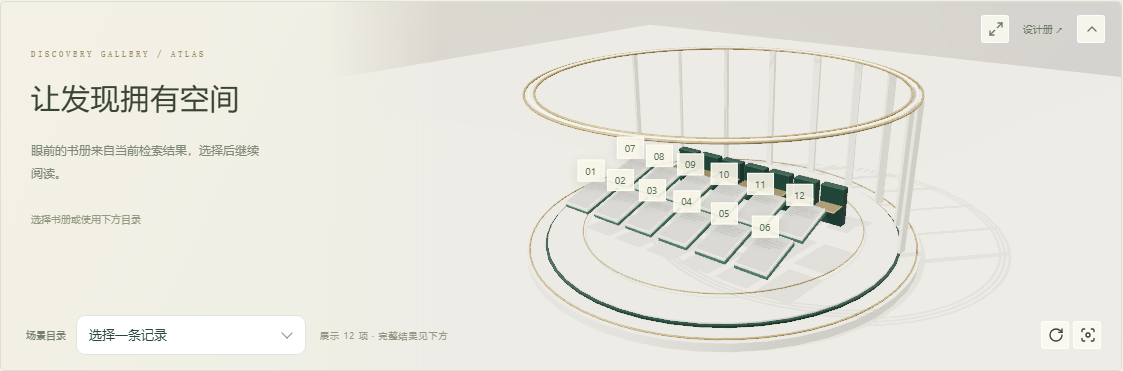 DISCOVERY GALLERY / ATLAS
设计册 ↗
让发现拥有空间
眼前的书册来自当前检索结果，选择后继续
阅读。
选择书册或使用下方目录
07
08
09
10
11
12
01
02
03
04
05
06
场景目录
选择一条记录
展示 12 项 · 完整结果见下方